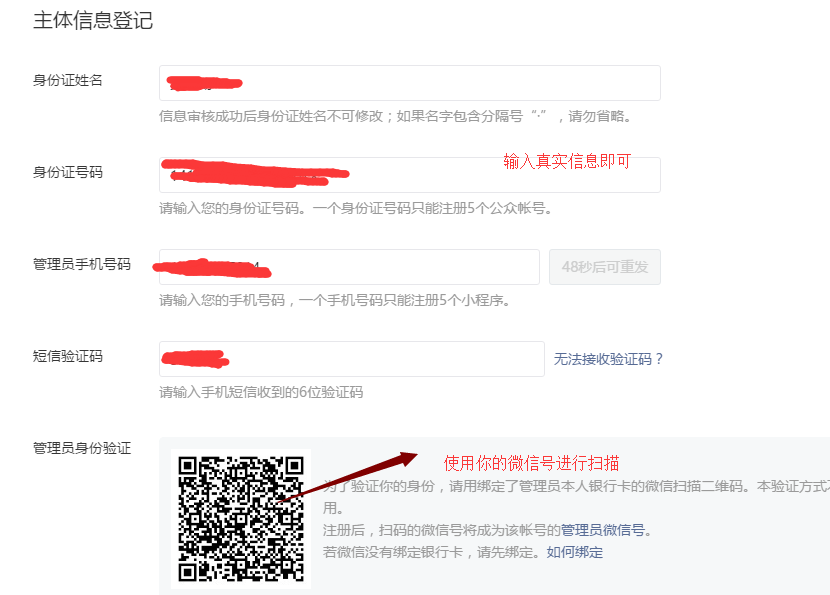 主体信息登记
身份证姓名
信息审核成功后身份证姓名不可修改；如果名字包含分隔号“·”，请勿省略。
身份证号码
输入真实信息即可
请输入您的身份证号码。一个身份证号码只能注册5个公众帐号。
管理员手机号码
48秒后可重发
请输入您的手机号码，一个手机号码只能注册5个小程序。
短信验证码
无法接收验证码？
请输入手机短信收到的6位验证码
管理员身份验证
使用你的微信号进行扫描
为了验证你的身份，请用绑定了管理员本人银行卡的微信扫描二维码。本验证方式
用。
注册后，扫码的微信号将成为该帐号的管理员微信号。
若微信没有绑定银行卡，请先绑定。如何绑定